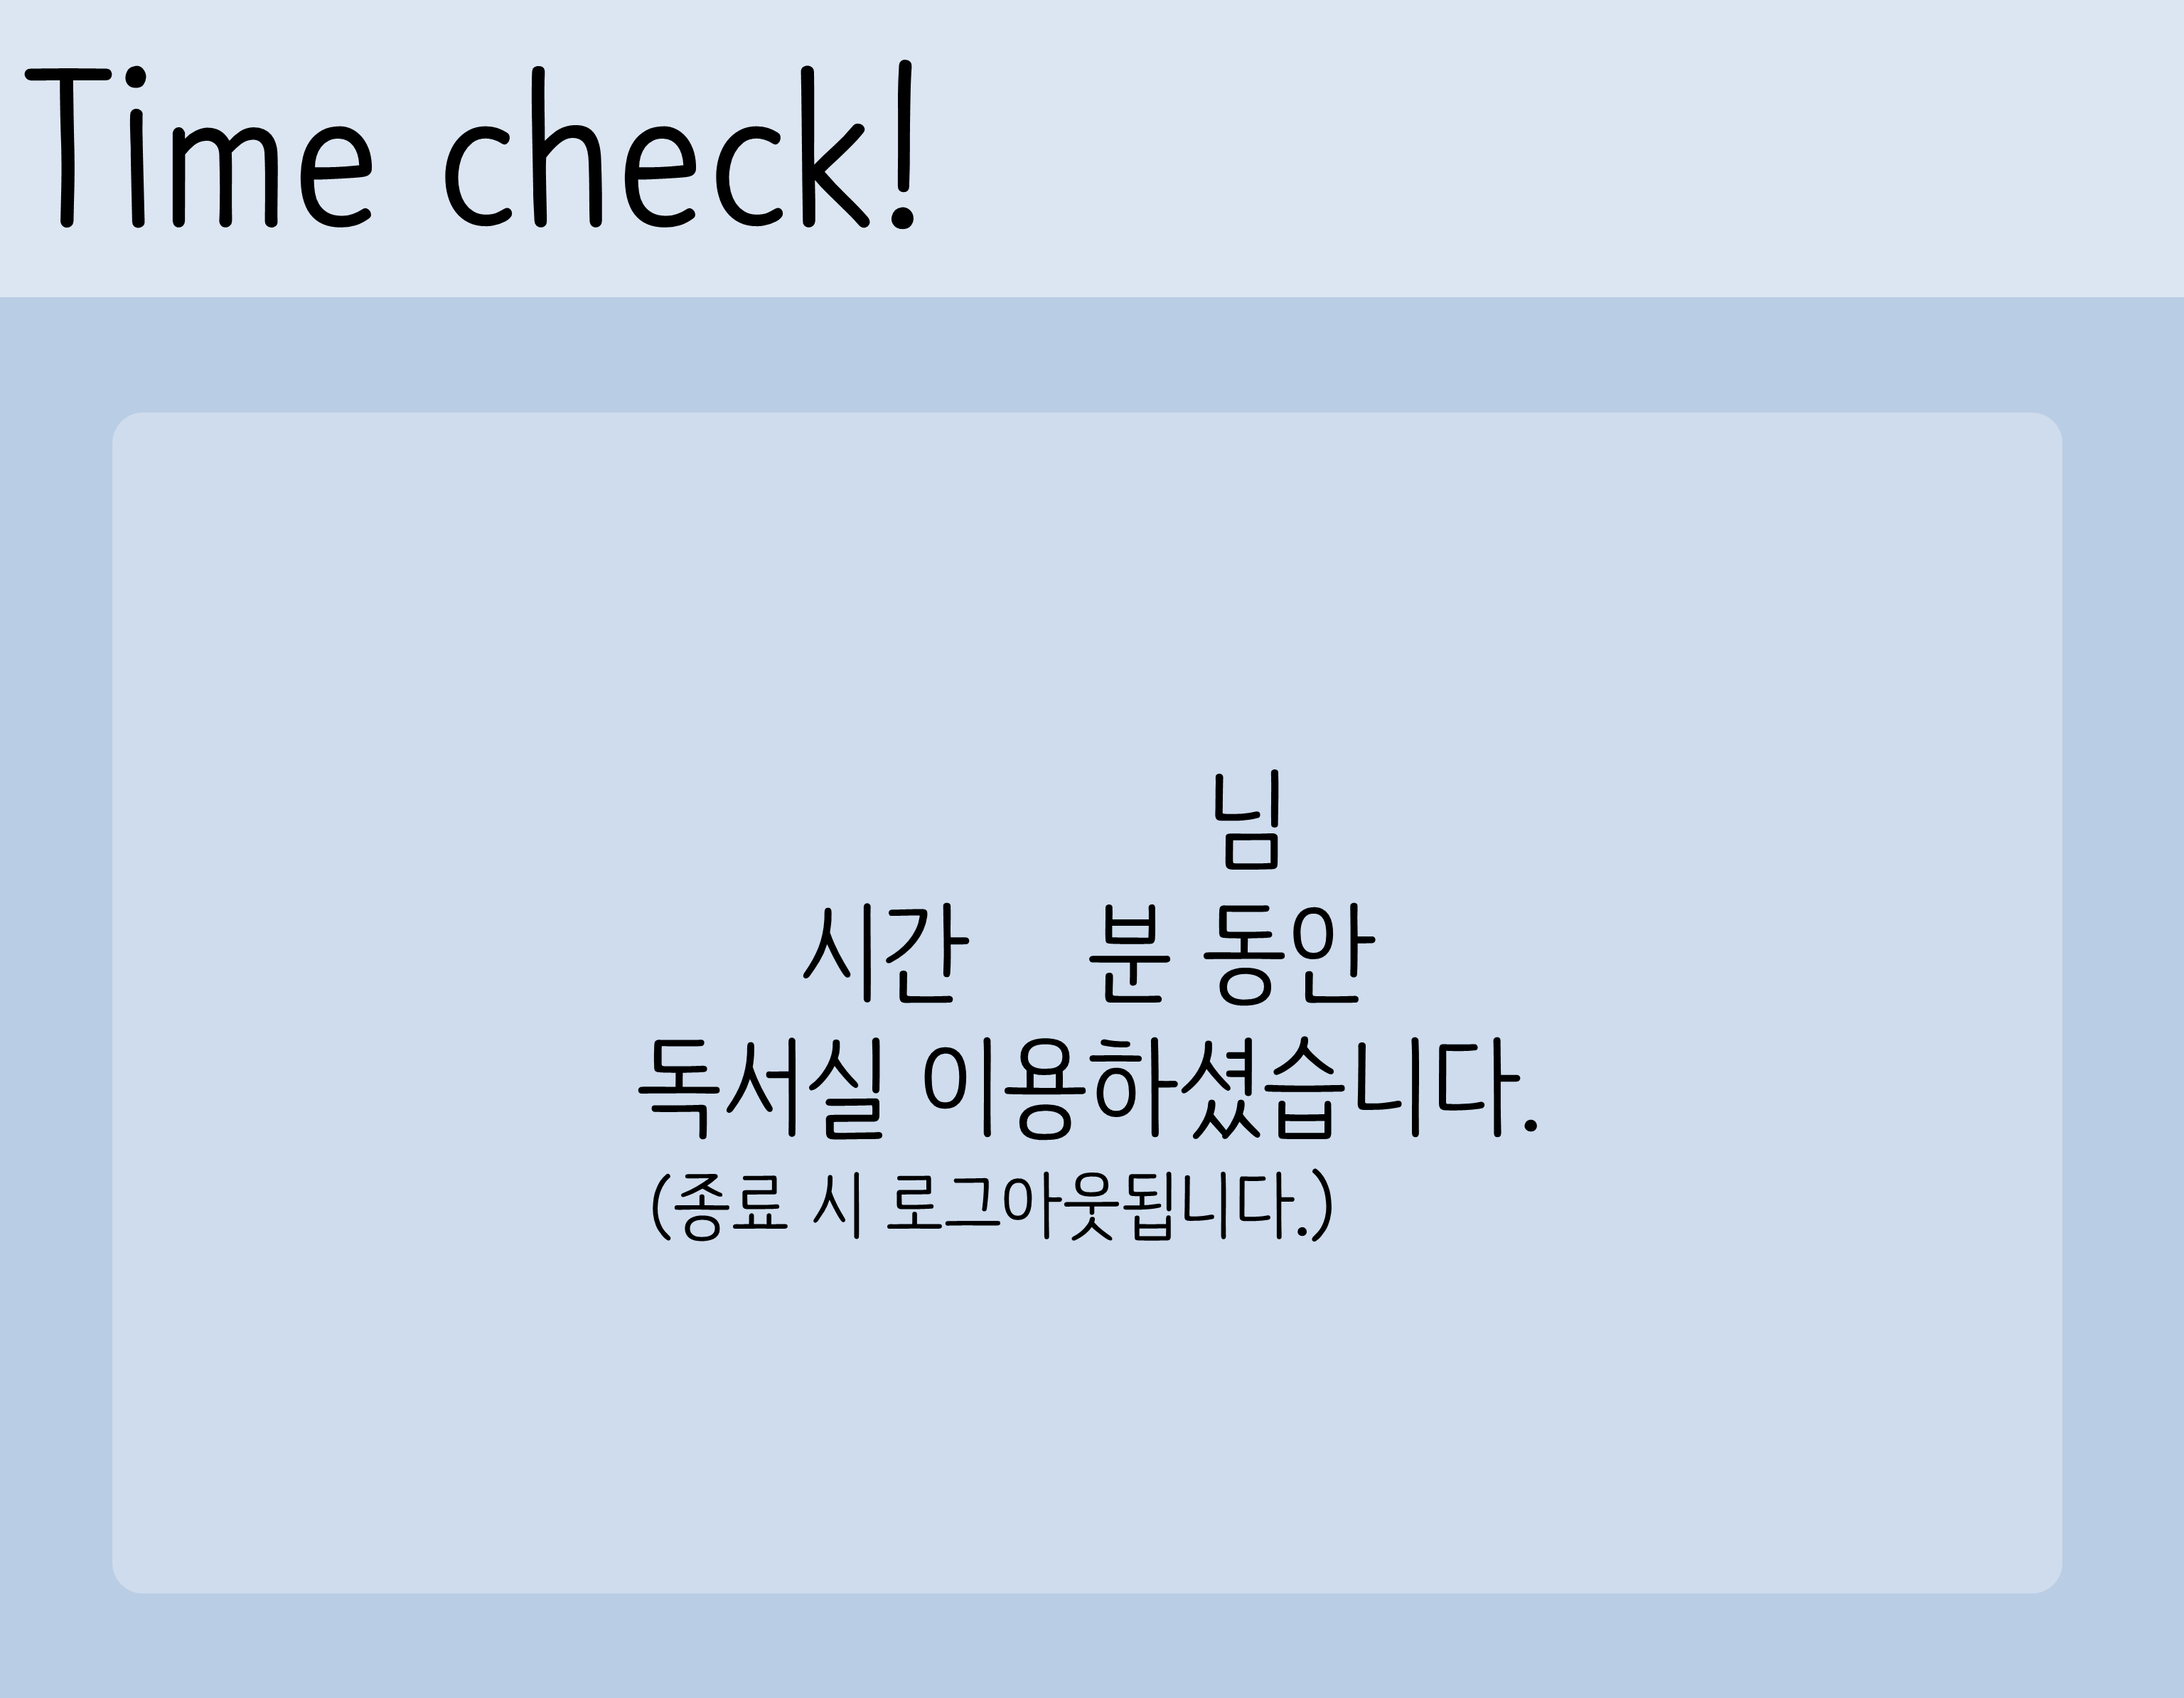 Time check!
님
시간 분 동안
독서실 이용하셨습니다.
(종료 시 로그아웃됩니다.)